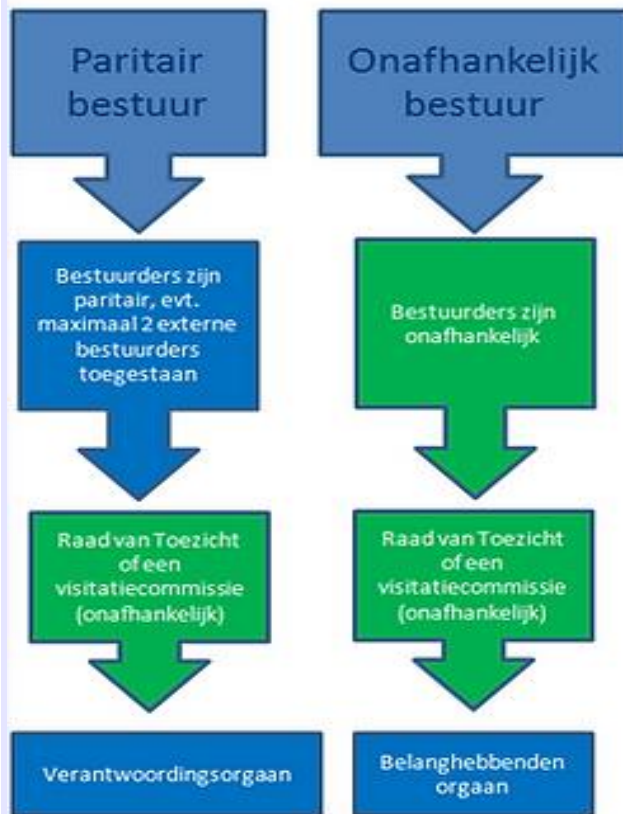 Paritair
bestuur
Bestuurders zijn
paritair, evt.
maximaal 2 externe
bestuurders
toegestaan
Raad van Toezicht
of een
visitatiecommissie
(onafhankelijk)
Verantwoordingsorgaan
Onafhankelijk
bestuur
Bestuurders zijn
onafhankelijk
Raad van Toezicht
of een
visitatiecommissie
(onafhankelijk)
Belanghebbenden
orgaan